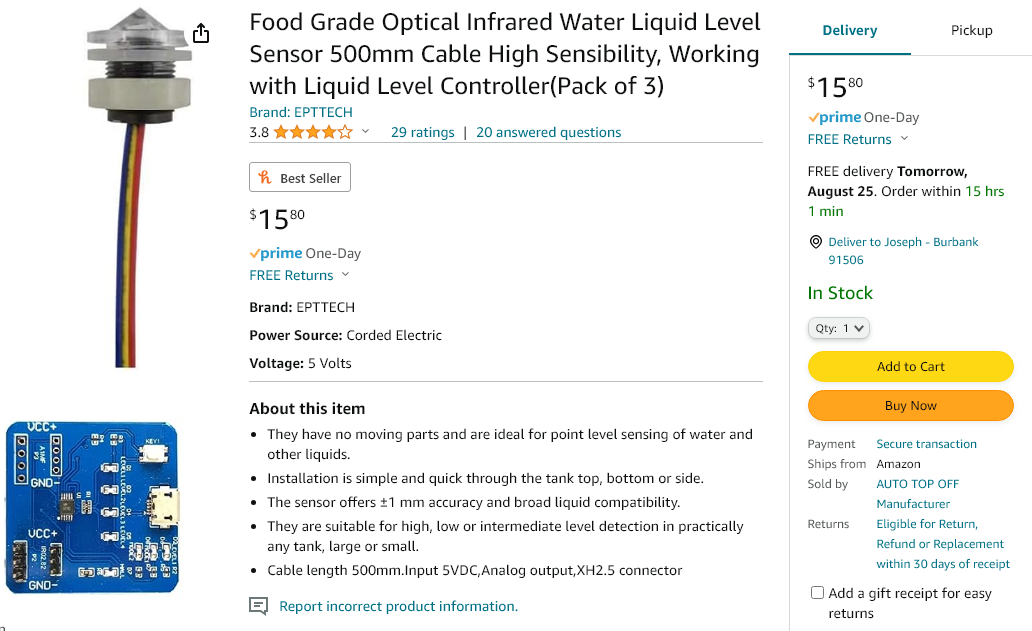 Food Grade Optical Infrared Water Liquid Level
Sensor 500mm Cable High Sensibility, Working
with Liquid Level Controller(Pack of 3)
Brand: EPTTECH
3.8
29 ratings | 20 answered questions
Best Seller
$1580
prime One-Day
FREE Returns
Brand: EPTTECH
Power Source: Corded Electric
Voltage: 5 Volts
About this item
• They have no moving parts and are ideal for point level sensing of water and
other liquids.
• Installation is simple and quick through the tank top, bottom or side.
• The sensor offers ±1 mm accuracy and broad liquid compatibility.
• They are suitable for high, low or intermediate level detection in practically
any tank, large or small.
• Cable length 500mm.Input 5VDC,Analog output,XH2.5 connector
Report incorrect product information.
Delivery
Pickup
$1580
prime One-Day
FREE Returns
FREE delivery Tomorrow,
August 25. Order within 15 hrs
1 min
Deliver to Joseph - Burbank
91506
In Stock
Qty: 1
Add to Cart
Buy Now
Payment Secure transaction
Ships from Amazon
Sold by AUTO TOP OFF
Manufacturer
Returns Eligible for Return,
Refund or Replacement
within 30 days of receipt
Add a gift receipt for easy
returns
VCC+
KEY1
GND-
VCC+
GND-